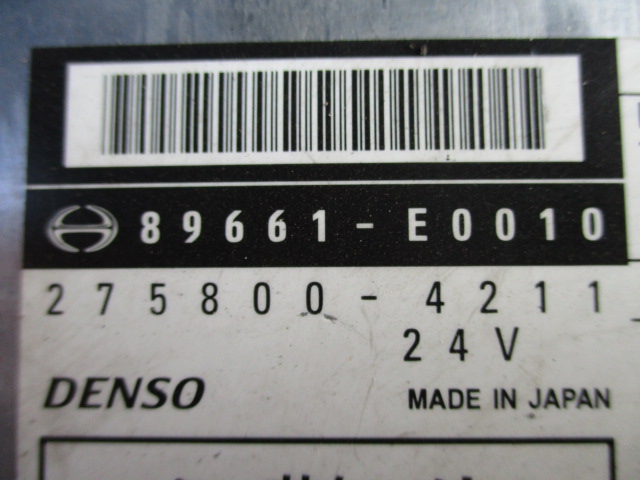 89661-E0010
275800-4211
24V
DENSO MADE IN JAPAN